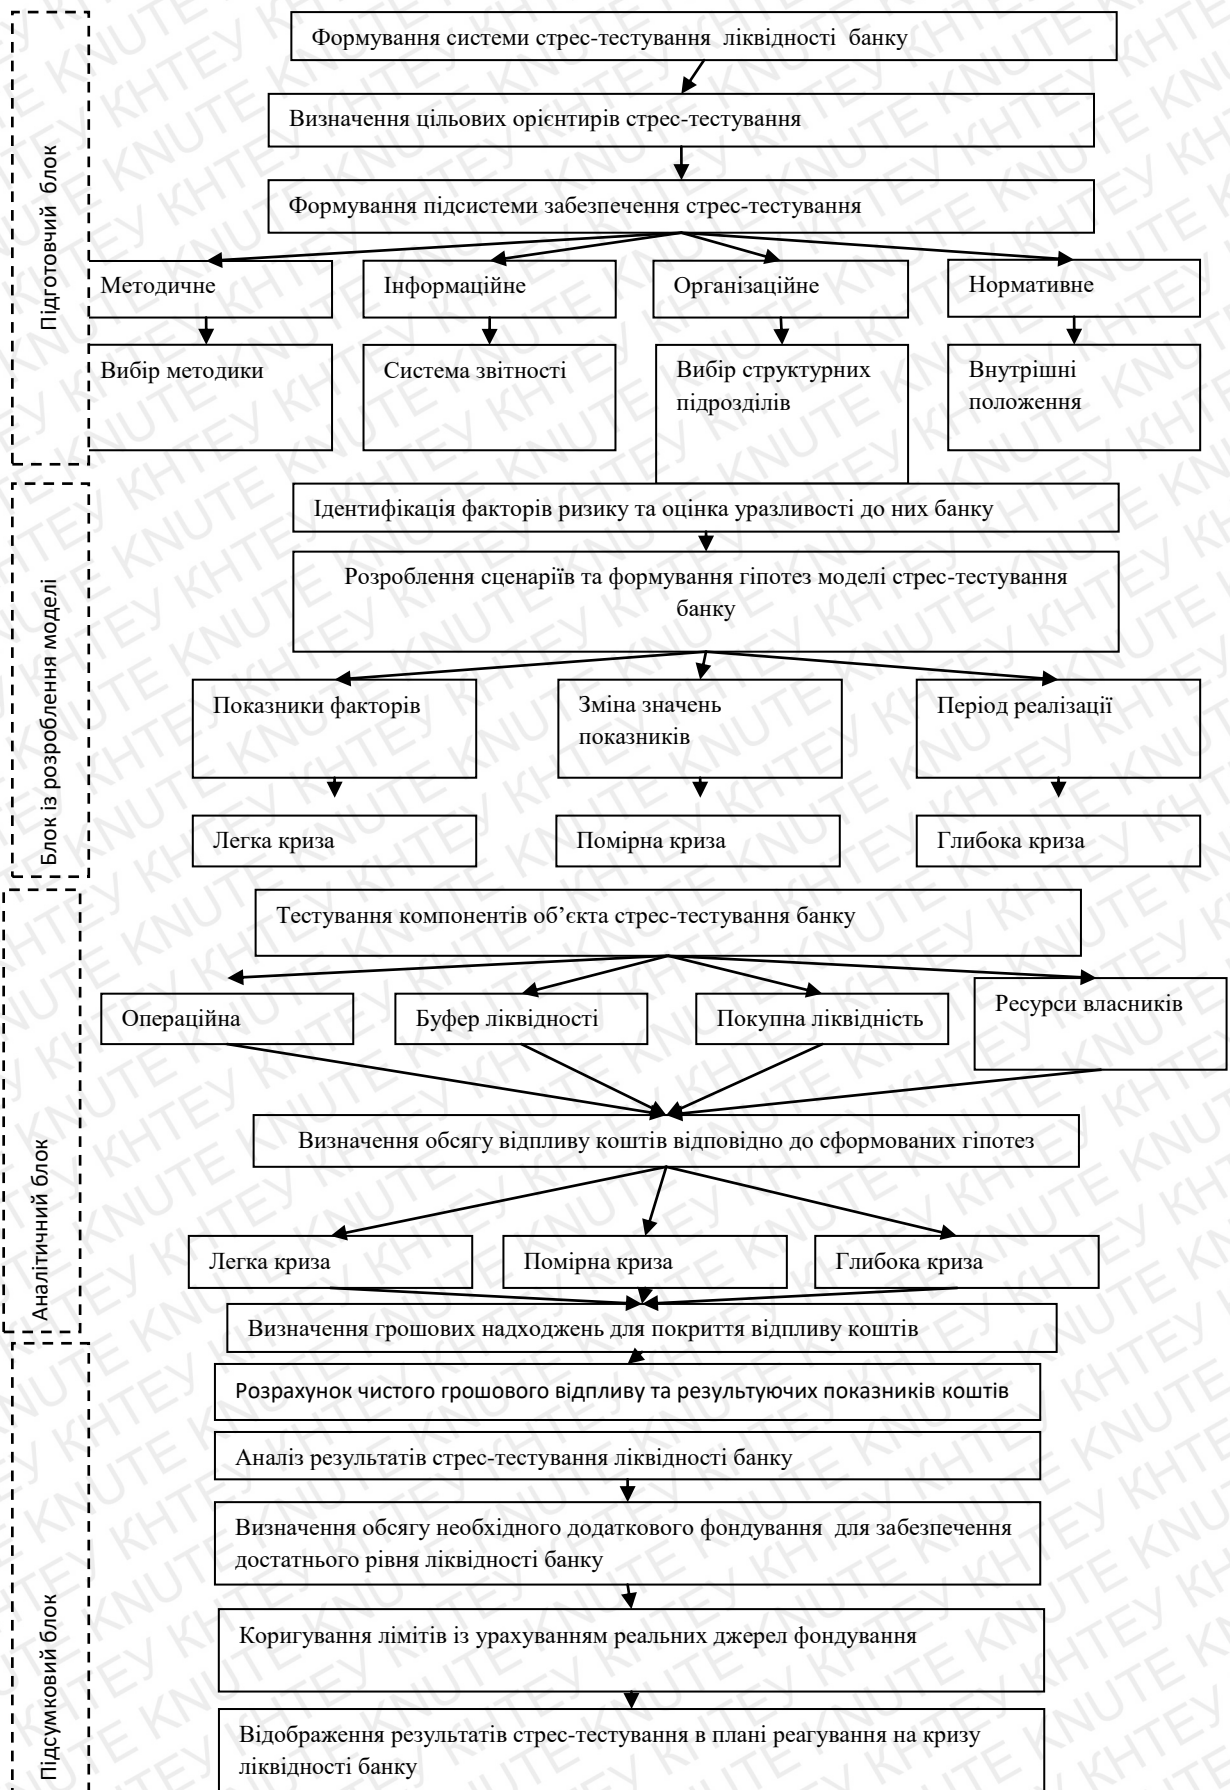 Підготовчий блок
Формування системи стрес-тестування ліквідності банку
Визначення цільових орієнтирів стрес-тестування
Формування підсистеми забезпечення стрес-тестування
Методичне
Інформаційне
Організаційне
Нормативне
Вибір методики
Система звітності
Вибір структурних
підрозділів
Внутрішні
положення
Блок із розроблення моделі
Ідентифікація факторів ризику та оцінка уразливості до них банку
Розроблення сценаріїв та формування гіпотез моделі стрес-тестування
банку
Показники факторів
Зміна значень
показників
Період реалізації
Легка криза
Помірна криза
Глибока криза
Аналітичний блок
Тестування компонентів об’єкта стрес-тестування банку
Операційна
Буфер ліквідності
Покупна ліквідність
Ресурси власників
Визначення обсягу відпливу коштів відповідно до сформованих гіпотез
Легка криза
Помірна криза
Глибока криза
Визначення грошових надходжень для покриття відпливу коштів
Підсумковий блок
Розрахунок чистого грошового відпливу та результуючих показників коштів
Аналіз результатів стрес-тестування ліквідності банку
Визначення обсягу необхідного додаткового фондування для забезпечення
достатнього рівня ліквідності банку
Коригування лімітів із урахуванням реальних джерел фондування
Відображення результатів стрес-тестування в плані реагування на кризу
ліквідності банку
КНТЕУ KNUTE